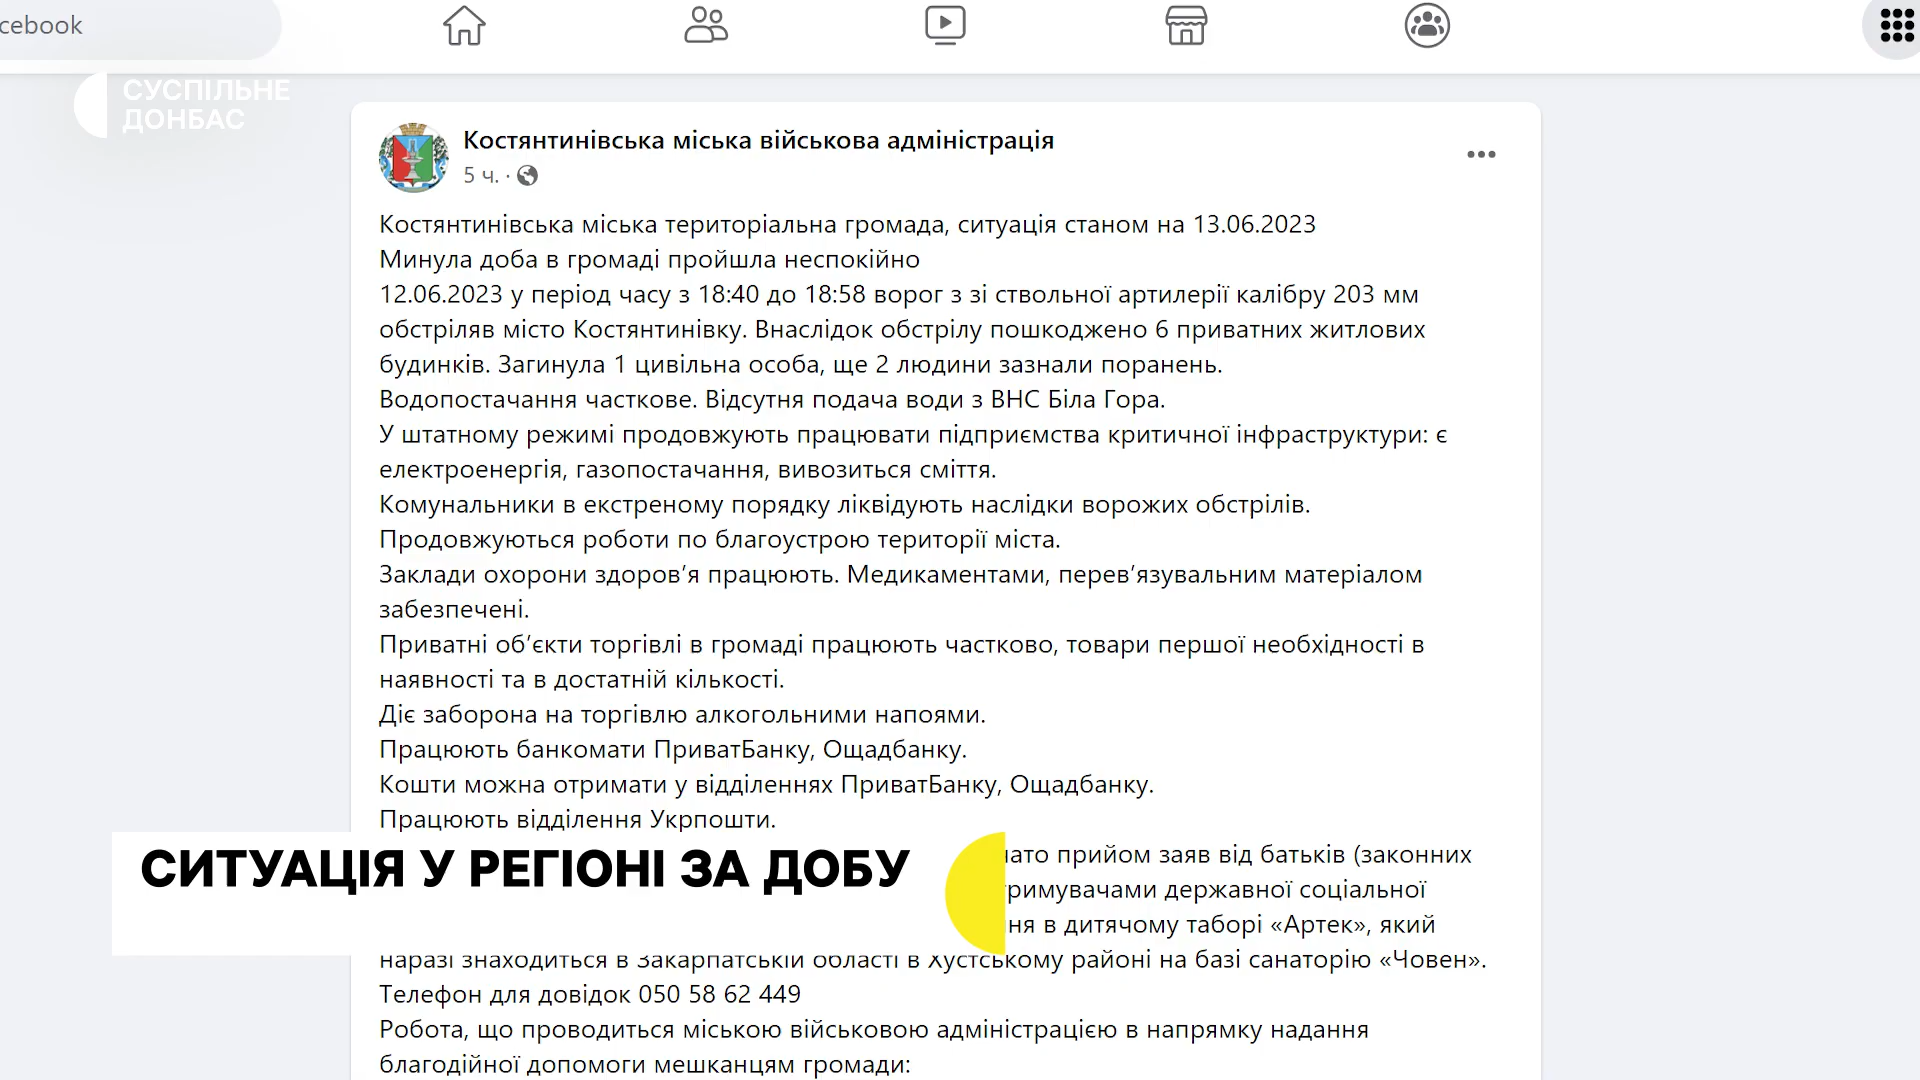 cebook
СУСПІЛЬНЕ
ДОНБАС
Костянтинівська міська військова адміністрація
5 ч. ·
Костянтинівська міська територіальна громада, ситуація станом на 13.06.2023
Минула доба в громаді пройшла неспокійно
12.06.2023 у період часу з 18:40 до 18:58 ворог з зі ствольної артилерії калібру 203 мм
обстріляв місто Костянтинівку. Внаслідок обстрілу пошкоджено 6 приватних житлових
будинків. Загинула 1 цивільна особа, ще 2 людини зазнали поранень.
Водопостачання часткове. Відсутня подача води з ВНС Біла Гора.
У штатному режимі продовжують працювати підприємства критичної інфраструктури: є
електроенергія, газопостачання, вивозиться сміття.
Комунальники в екстреному порядку ліквідують наслідки ворожих обстрілів.
Продовжуються роботи по благоустрою території міста.
Заклади охорони здоров’я працюють. Медикаментами, перев’язувальним матеріалом
забезпечені.
Приватні об’єкти торгівлі в громаді працюють частково, товари першої необхідності в
наявності та в достатній кількості.
Діє заборона на торгівлю алкогольними напоями.
Працюють банкомати ПриватБанку, Ощадбанку.
Кошти можна отримати у відділеннях ПриватБанку, Ощадбанку.
Працюють відділення Укрпошти.
прийом заяв від батьків (законних
державної соціальної
в дитячому таборі «Артек», який
наразі знаходиться в Закарпатській області в Хустському районі на базі санаторію «Човен».
Телефон для довідок 050 58 62 449
Робота, що проводиться міською військовою адміністрацією в напрямку надання
благодійної допомоги мешканцям громади:
СИТУАЦІЯ У РЕГІОНІ ЗА ДОБУ